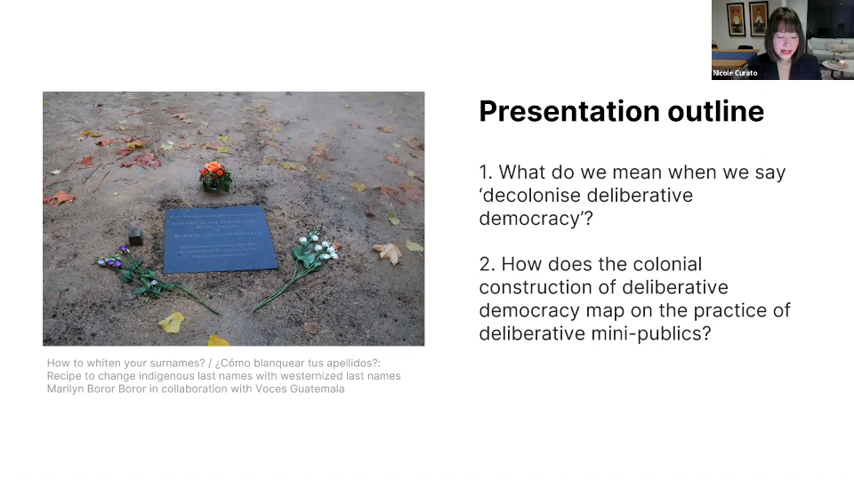 Nicole Curato
Presentation outline
1. What do we mean when we say
‘decolonise deliberative
democracy’?
2. How does the colonial
construction of deliberative
democracy map on the practice of
deliberative mini-publics?
How to whiten your surnames? / ¿Cómo blanquear tus apellidos?:
Recipe to change indigenous last names with westernized last names
Marilyn Boror Boror in collaboration with Voces Guatemala